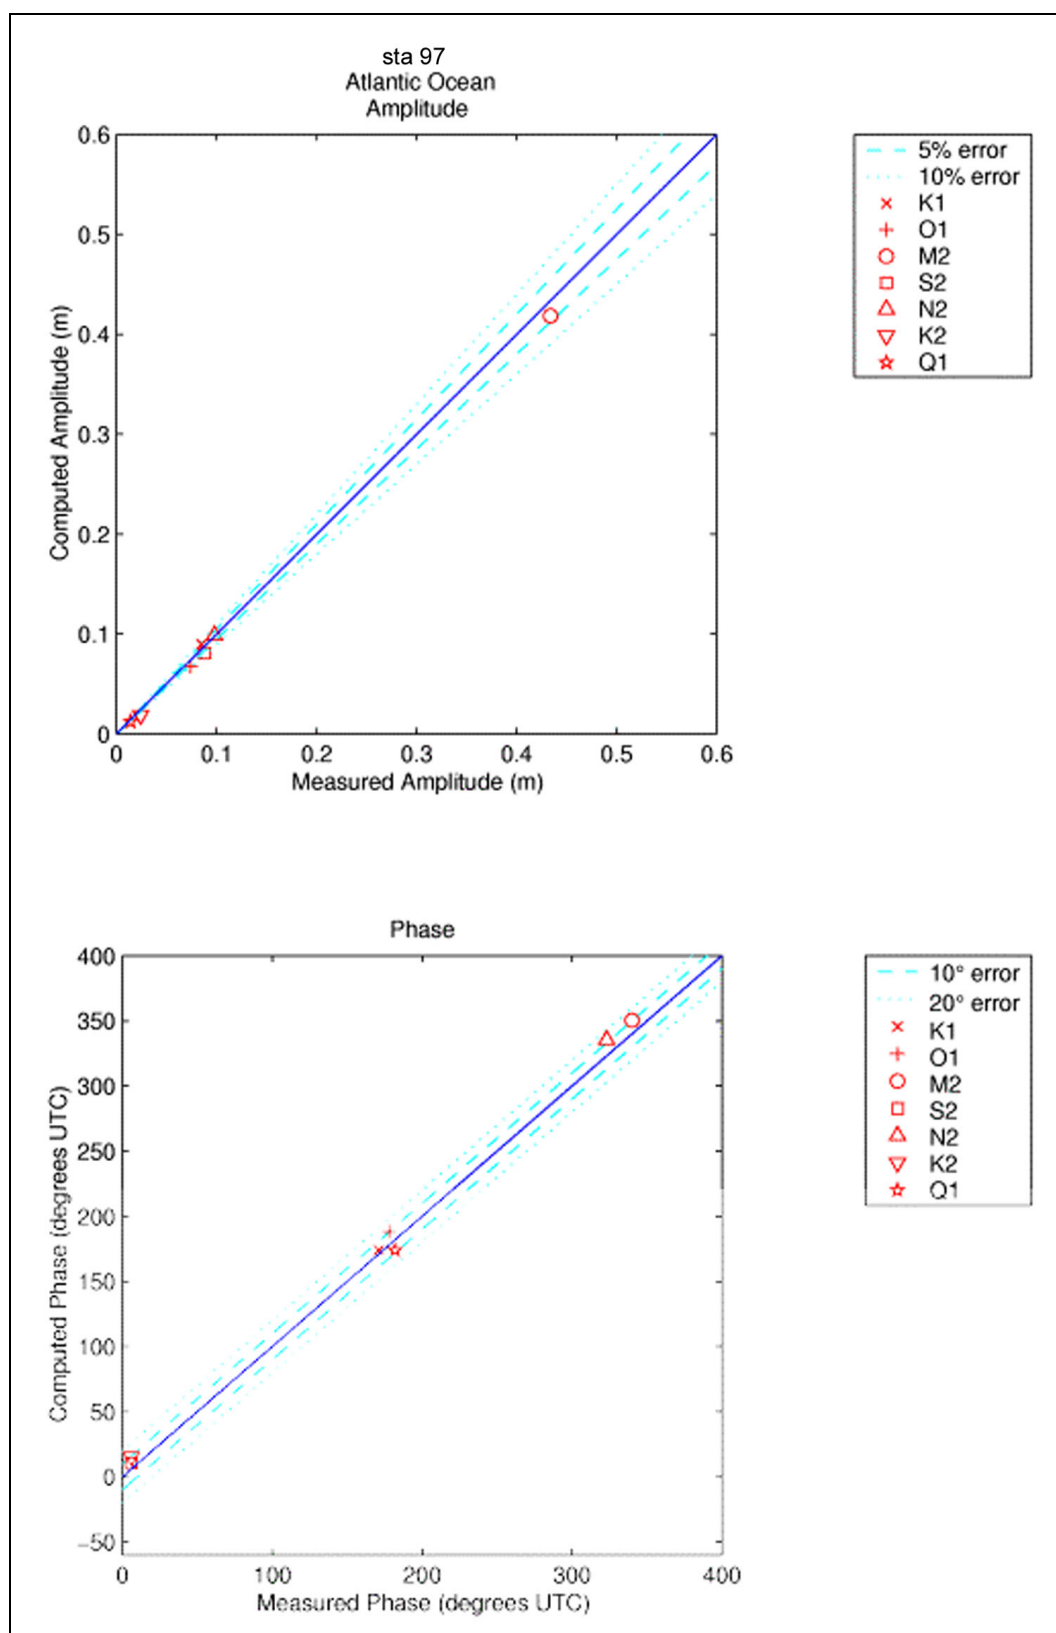 sta 97
Atlantic Ocean
Amplitude
0.6
0.5
0.4
0.3
0.2
0.1
0
Computed Amplitude (m)
0 0.1 0.2 0.3 0.4 0.5 0.6
Measured Amplitude (m)
5% error
10% error
K1
O1
M2
S2
N2
K2
Q1
Phase
400
350
300
250
200
150
100
50
0
−50
Computed Phase (degrees UTC)
0 100 200 300 400
Measured Phase (degrees UTC)
10° error
20° error
K1
O1
M2
S2
N2
K2
Q1